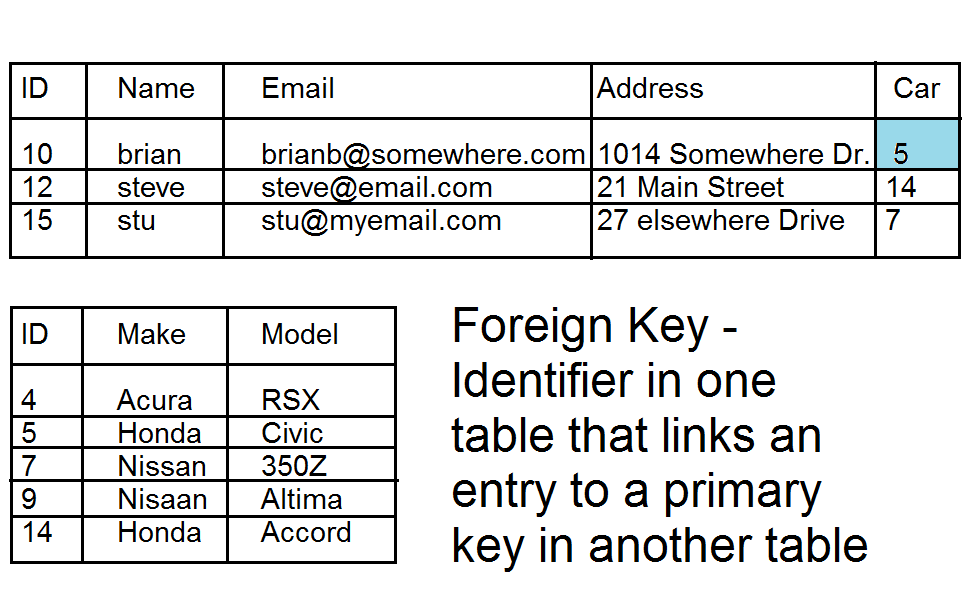 ID Name Email Address Car
10 brian brianb@somewhere.com 1014 Somewhere Dr. 5
12 steve steve@email.com 21 Main Street 14
15 stu stu@myemail.com 27 elsewhere Drive 7
ID Make Model
4 Acura RSX
5 Honda Civic
7 Nissan 350Z
9 Nisaan Altima
14 Honda Accord
Foreign Key -
Identifier in one
table that links an
entry to a primary
key in another table